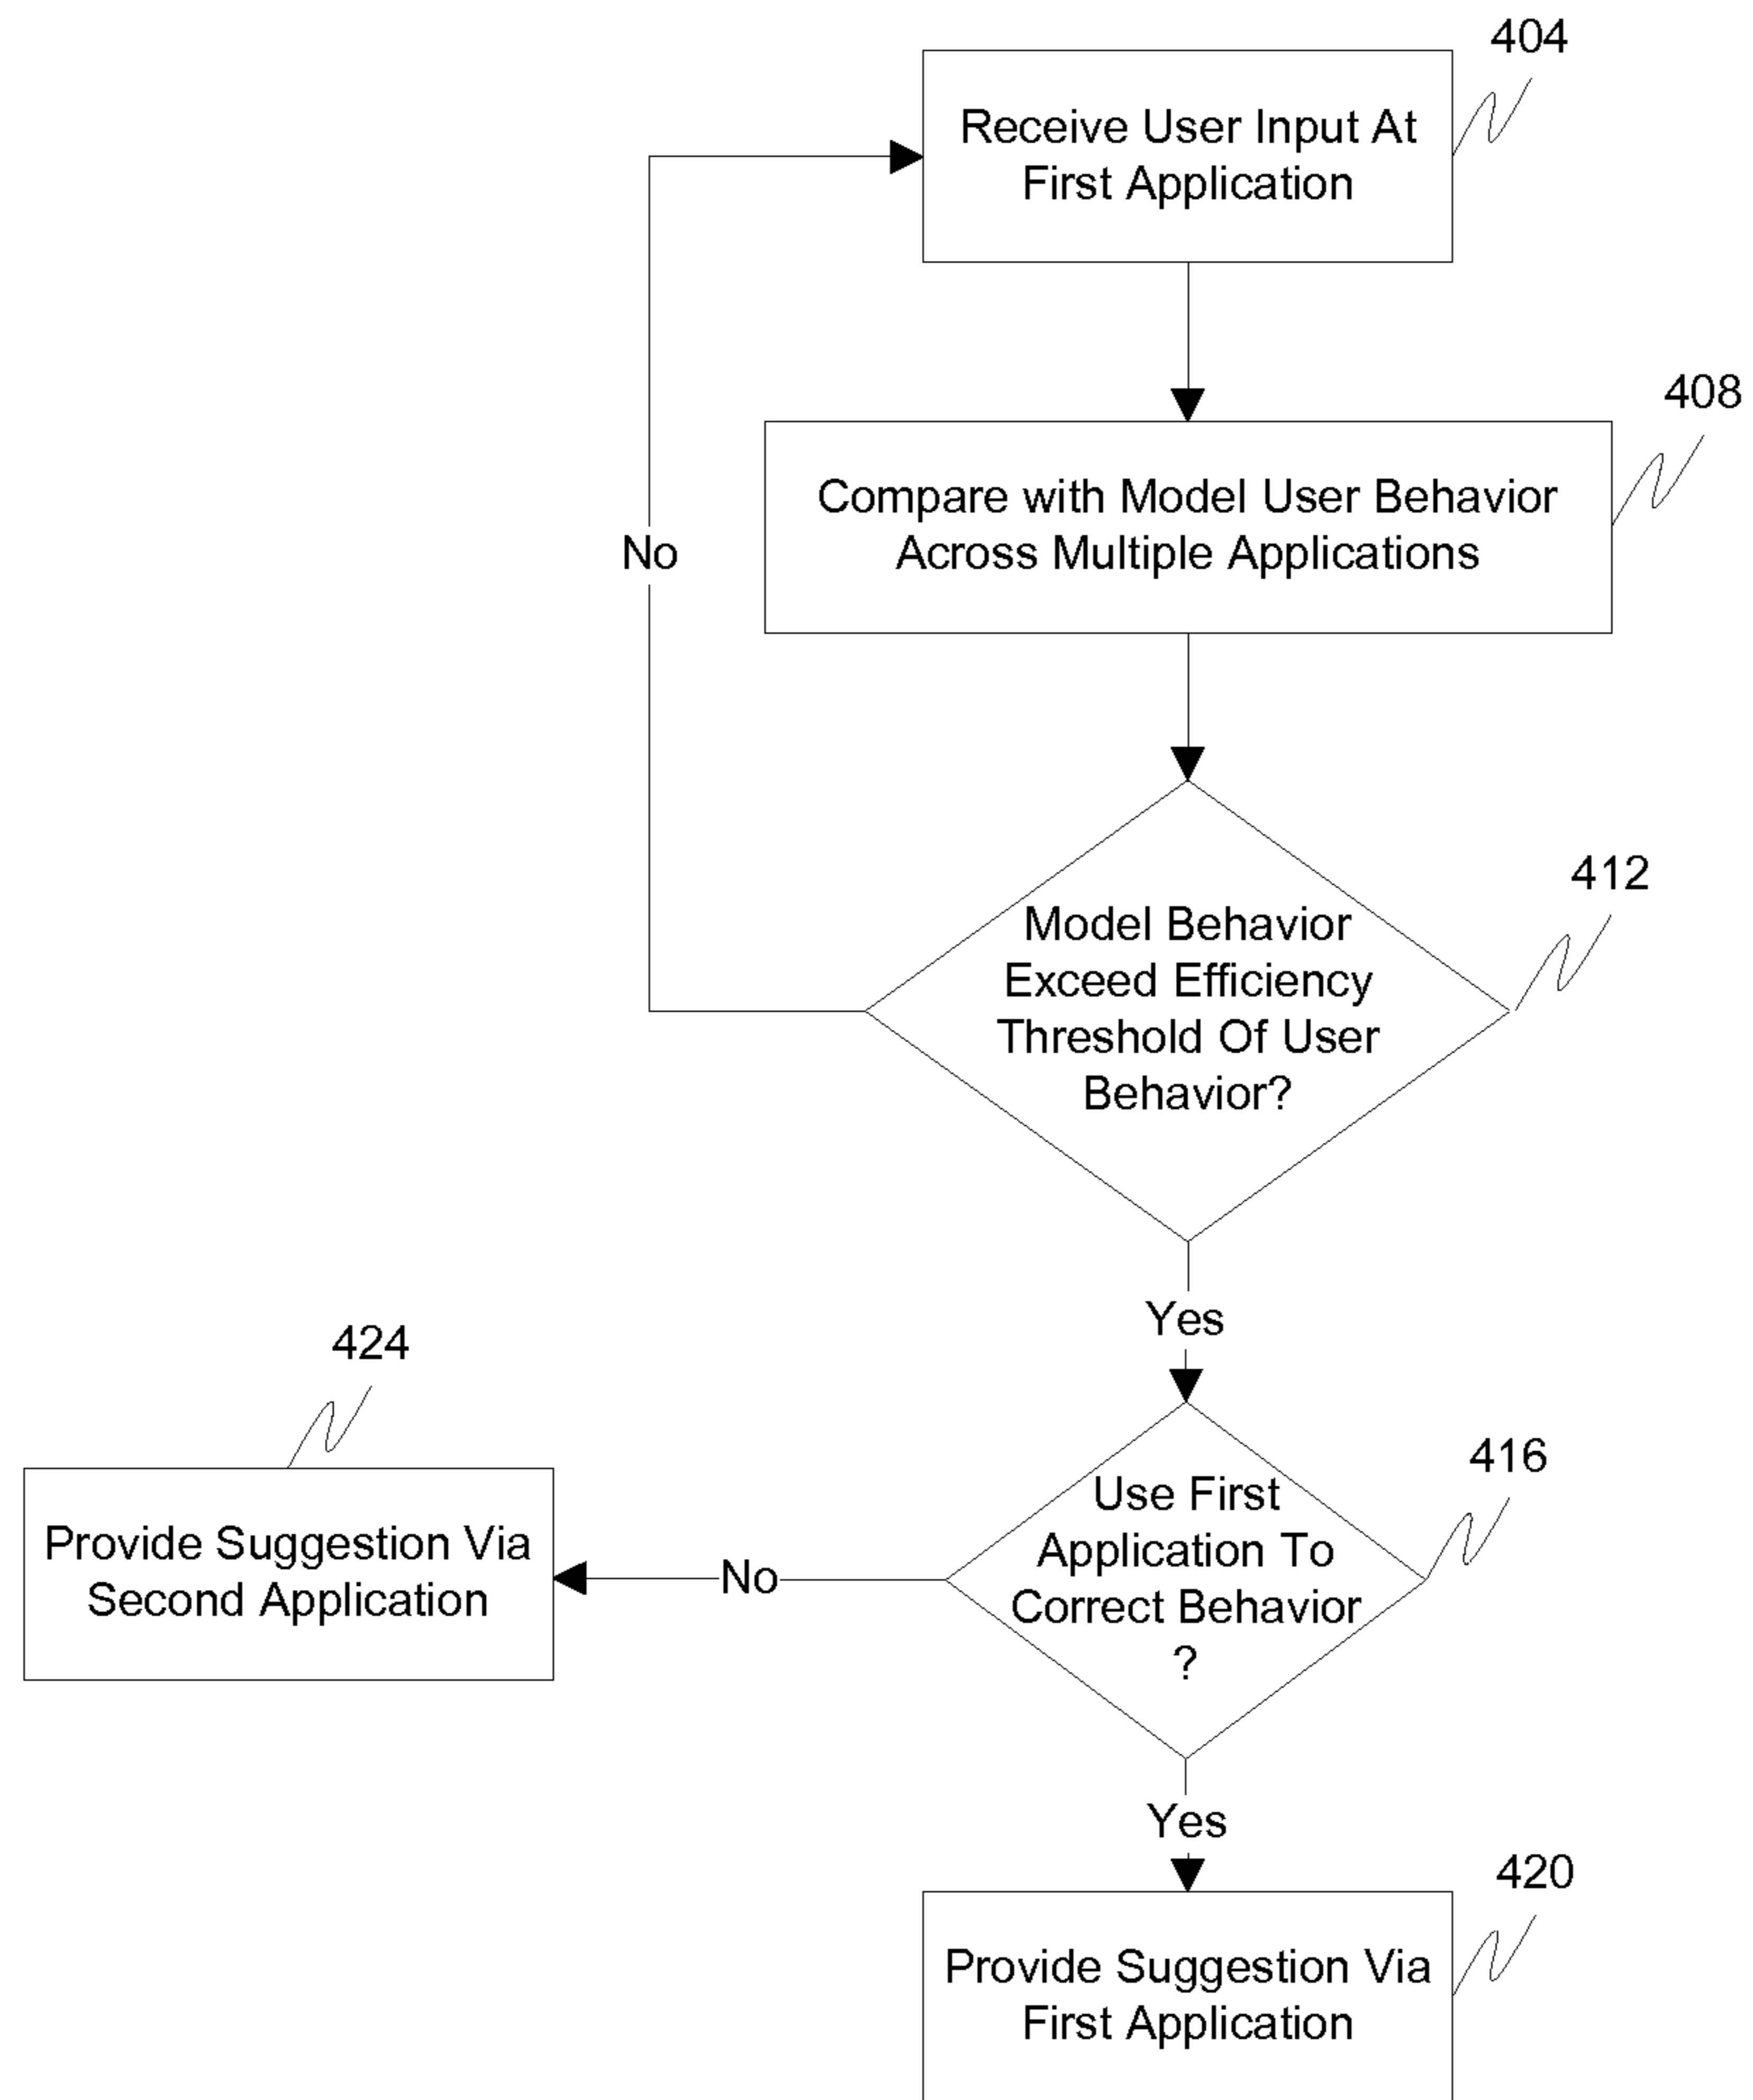 404
Receive User Input At
First Application
408
Compare with Model User Behavior
Across Multiple Applications
No
412
Model Behavior
Exceed Efficiency
Threshold Of User
Behavior?
Yes
424
Provide Suggestion Via
Second Application
No
416
Use First
Application To
Correct Behavior
?
Yes
420
Provide Suggestion Via
First Application